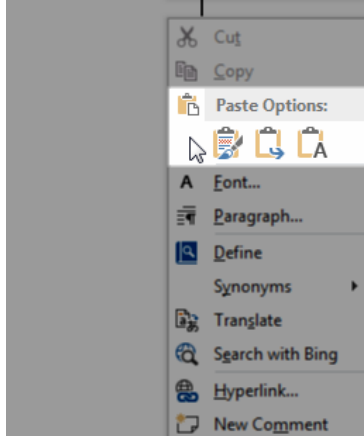 Cut
Copy
Paste Options:
A
Font...
Paragraph...
Define
Synonyms
Translate
Search with Bing
Hyperlink...
New Comment